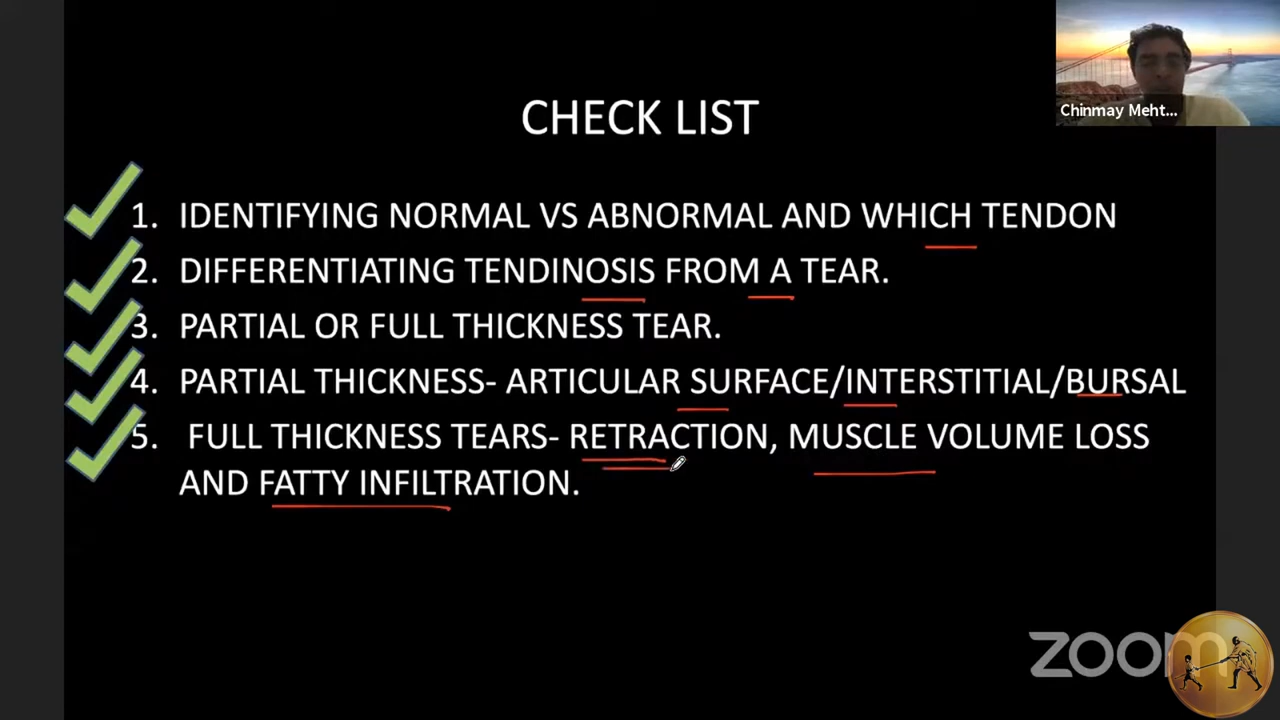 Chinmay Meht...
CHECK LIST
1. IDENTIFYING NORMAL VS ABNORMAL AND WHICH TENDON
2. DIFFERENTIATING TENDINOSIS FROM A TEAR.
3. PARTIAL OR FULL THICKNESS TEAR.
4. PARTIAL THICKNESS- ARTICULAR SURFACE/INTERSTITIAL/BURSAL
5. FULL THICKNESS TEARS- RETRACTION, MUSCLE VOLUME LOSS
AND FATTY INFILTRATION.
zoom